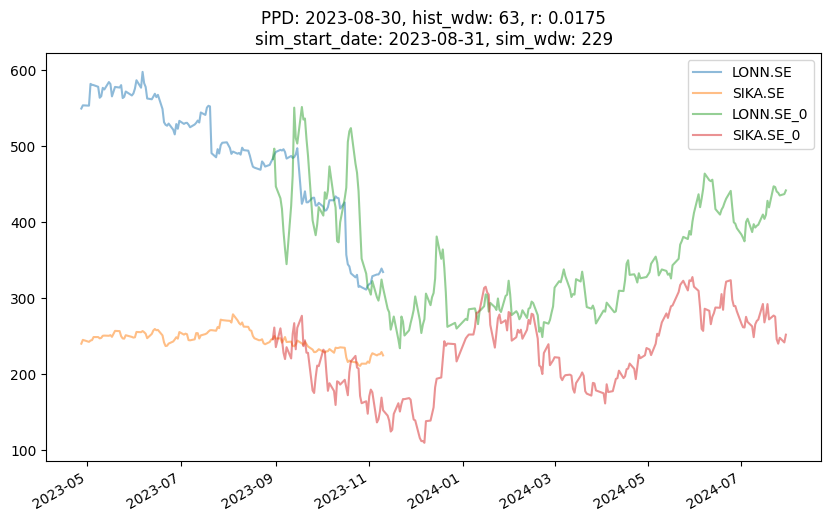 PPD: 2023-08-30, hist_wdw: 63, r: 0.0175
sim_start_date: 2023-08-31, sim_wdw: 229
LONN.SE
SIKA.SE
LONN.SE_0
SIKA.SE_0
600
500
400
300
200
100
2023-05
2023-07
2023-09
2023-11
2024-01
2024-03
2024-05
2024-07